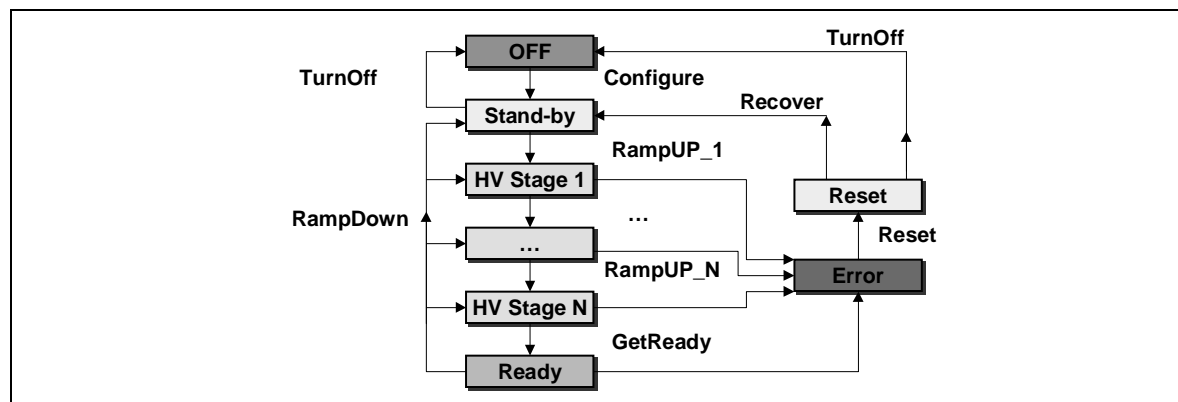 TurnOff
OFF
TurnOff
Configure
Recover
Stand-by
RampUP_1
HV Stage 1
Reset
...
RampDown
Reset
...
RampUP_N
Error
HV Stage N
GetReady
Ready